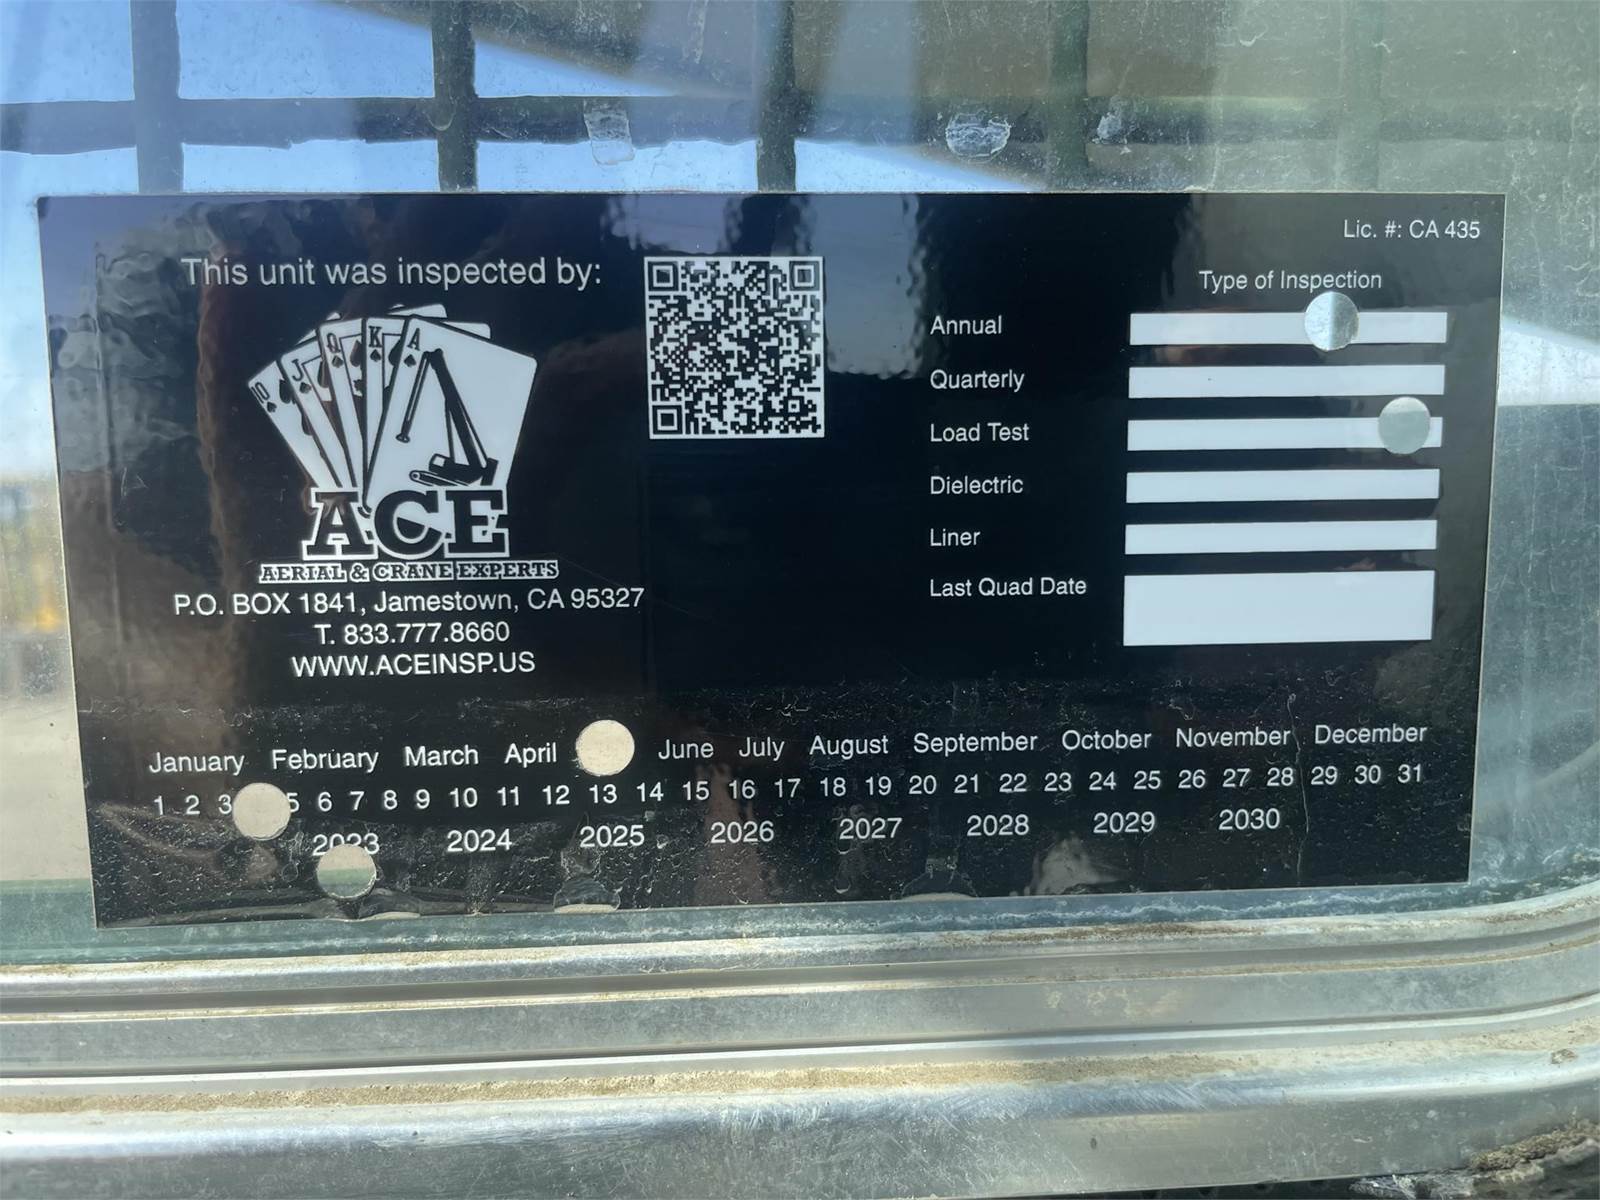 Lic. #: CA 435
This unit was inspected by:
Type of Inspection
10 J Q K A
Annual
Quarterly
Load Test
Dielectric
Liner
Last Quad Date
ACE
AERIAL & CRANE EXPERTS
P.O. BOX 1841, Jamestown, CA 95327
T. 833.777.8660
WWW.ACEINSP.US
January February March April June July August September October November December
1 2 3 5 6 7 8 9 10 11 12 13 14 15 16 17 18 19 20 21 22 23 24 25 26 27 28 29 30 31
2023 2024 2025 2026 2027 2028 2029 2030